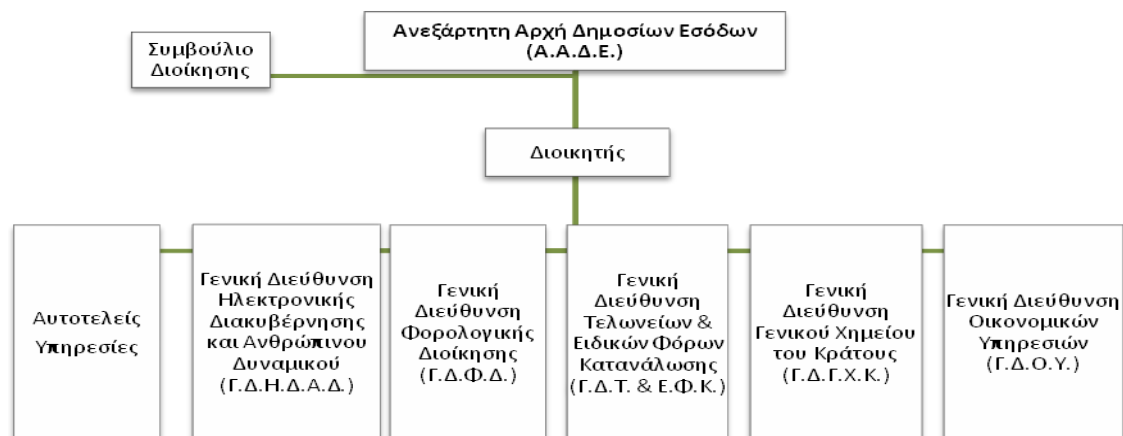 Ανεξάρτητη Αρχή Δημοσίων Εσόδων
(Α.Α.Δ.Ε.)
Συμβούλιο
Διοίκησης
Διοικητής
Αυτοτελείς
Υπηρεσίες
Γενική Διεύθυνση
Ηλεκτρονικής
Διακυβέρνησης
και Ανθρώπινου
Δυναμικού
(Γ.Δ.Η.Δ.Α.Δ.)
Γενική
Διεύθυνση
Φορολογικής
Διοίκησης
(Γ.Δ.Φ.Δ.)
Γενική
Διεύθυνση
Τελωνείων &
Ειδικών Φόρων
Κατανάλωσης
(Γ.Δ.Τ. & Ε.Φ.Κ.)
Γενική
Διεύθυνση
Γενικού Χημείου
του Κράτους
(Γ.Δ.Γ.Χ.Κ.)
Γενική Διεύθυνση
Οικονομικών
Υπηρεσιών
(Γ.Δ.Ο.Υ.)